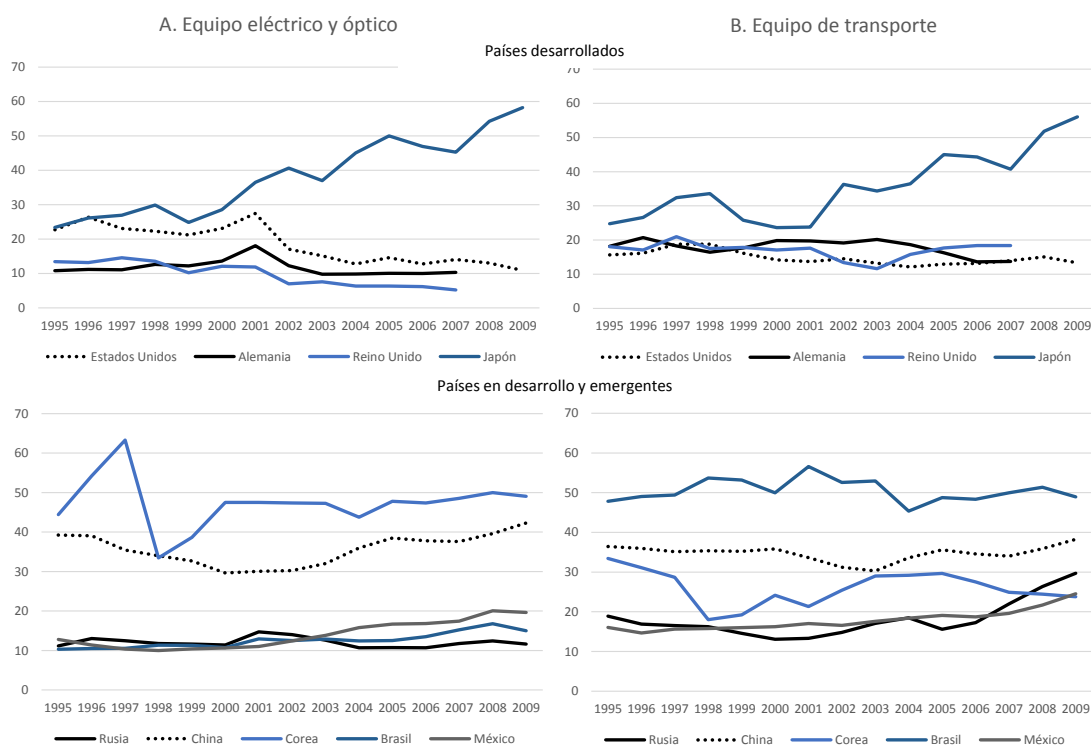 A. Equipo eléctrico y óptico
B. Equipo de transporte
Países desarrollados
70
60
50
40
30
20
10
0
1995 1996 1997 1998 1999 2000 2001 2002 2003 2004 2005 2006 2007 2008 2009
Estados Unidos Alemania Reino Unido Japón
70
60
50
40
30
20
10
0
1995 1996 1997 1998 1999 2000 2001 2002 2003 2004 2005 2006 2007 2008 2009
Estados Unidos Alemania Reino Unido Japón
Países en desarrollo y emergentes
70
60
50
40
30
20
10
0
1995 1996 1997 1998 1999 2000 2001 2002 2003 2004 2005 2006 2007 2008 2009
Rusia China Corea Brasil México
70
60
50
40
30
20
10
0
1995 1996 1997 1998 1999 2000 2001 2002 2003 2004 2005 2006 2007 2008 2009
Rusia China Corea Brasil México